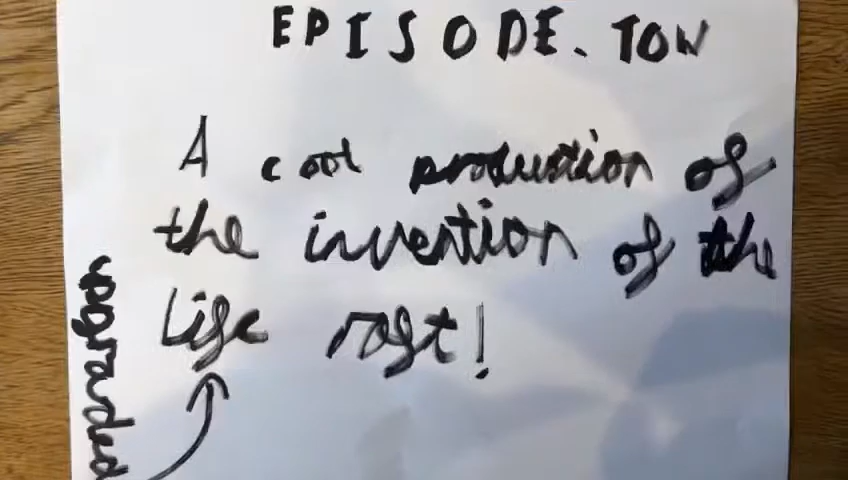 EPISODE. TOW
A cool production of
the invention of the
Life raft!
upgraded